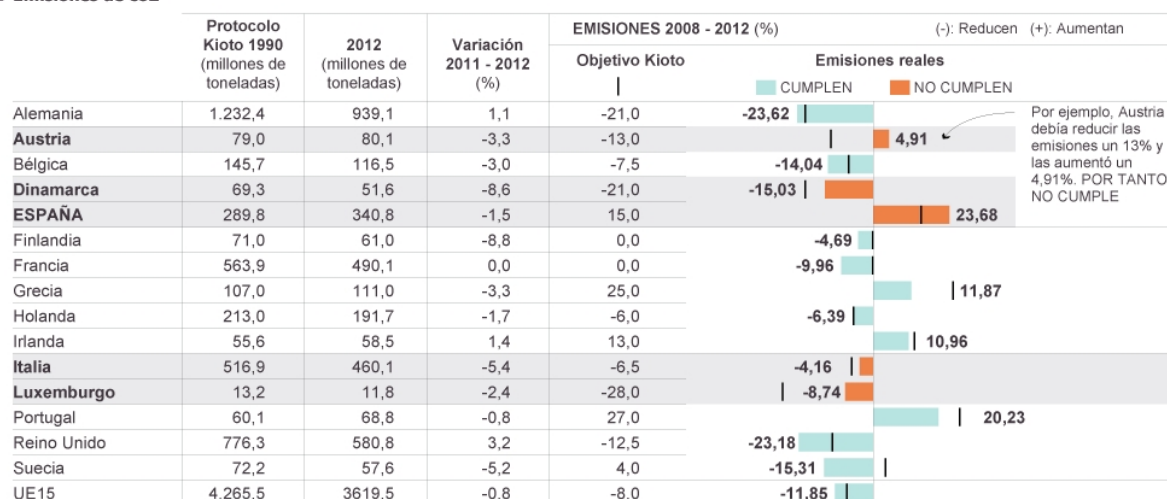 Protocolo Kioto 1990 (millones de toneladas) 2012 (millones de toneladas) Variación 2011 - 2012 (%) EMISIONES 2008 - 2012 (%) (-): Reducen (+): Aumentan
Objetivo Kioto Emisiones reales
CUMPLEN NO CUMPLEN
Alemania 1.232,4 939,1 1,1 -21,0 -23,62
Austria 79,0 80,1 -3,3 -13,0 4,91
Por ejemplo, Austria
debía reducir las
emisiones un 13% y
las aumentó un
4,91%. POR TANTO
NO CUMPLE
Bélgica 145,7 116,5 -3,0 -7,5 -14,04
Dinamarca 69,3 51,6 -8,6 -21,0 -15,03
ESPAÑA 289,8 340,8 -1,5 15,0 23,68
Finlandia 71,0 61,0 -8,8 0,0 -4,69
Francia 563,9 490,1 0,0 0,0 -9,96
Grecia 107,0 111,0 -3,3 25,0 11,87
Holanda 213,0 191,7 -1,7 -6,0 -6,39
Irlanda 55,6 58,5 1,4 13,0 10,96
Italia 516,9 460,1 -5,4 -6,5 -4,16
Luxemburgo 13,2 11,8 -2,4 -28,0 -8,74
Portugal 60,1 68,8 -0,8 27,0 20,23
Reino Unido 776,3 580,8 3,2 -12,5 -23,18
Suecia 72,2 57,6 -5,2 4,0 -15,31
UE15 4.265,5 3619,5 -0,8 -8,0 -11,85